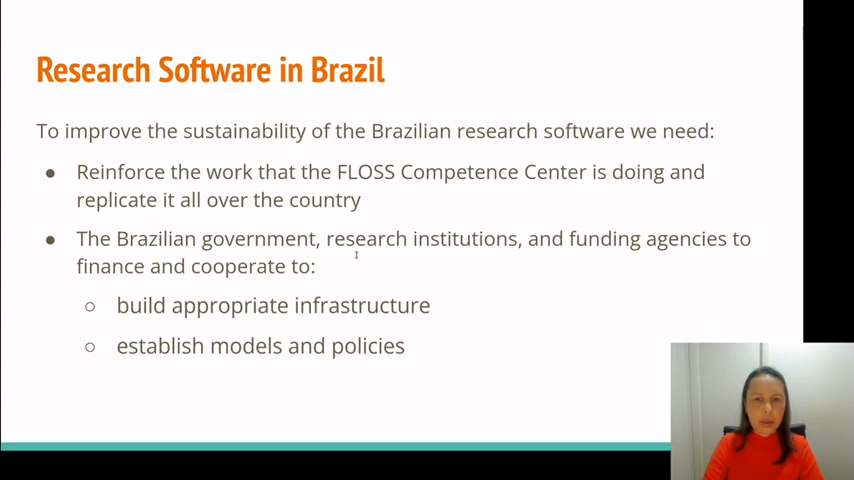 Research Software in Brazil
To improve the sustainability of the Brazilian research software we need:
● Reinforce the work that the FLOSS Competence Center is doing and
replicate it all over the country
● The Brazilian government, research institutions, and funding agencies to
finance and cooperate to:
○ build appropriate infrastructure
○ establish models and policies